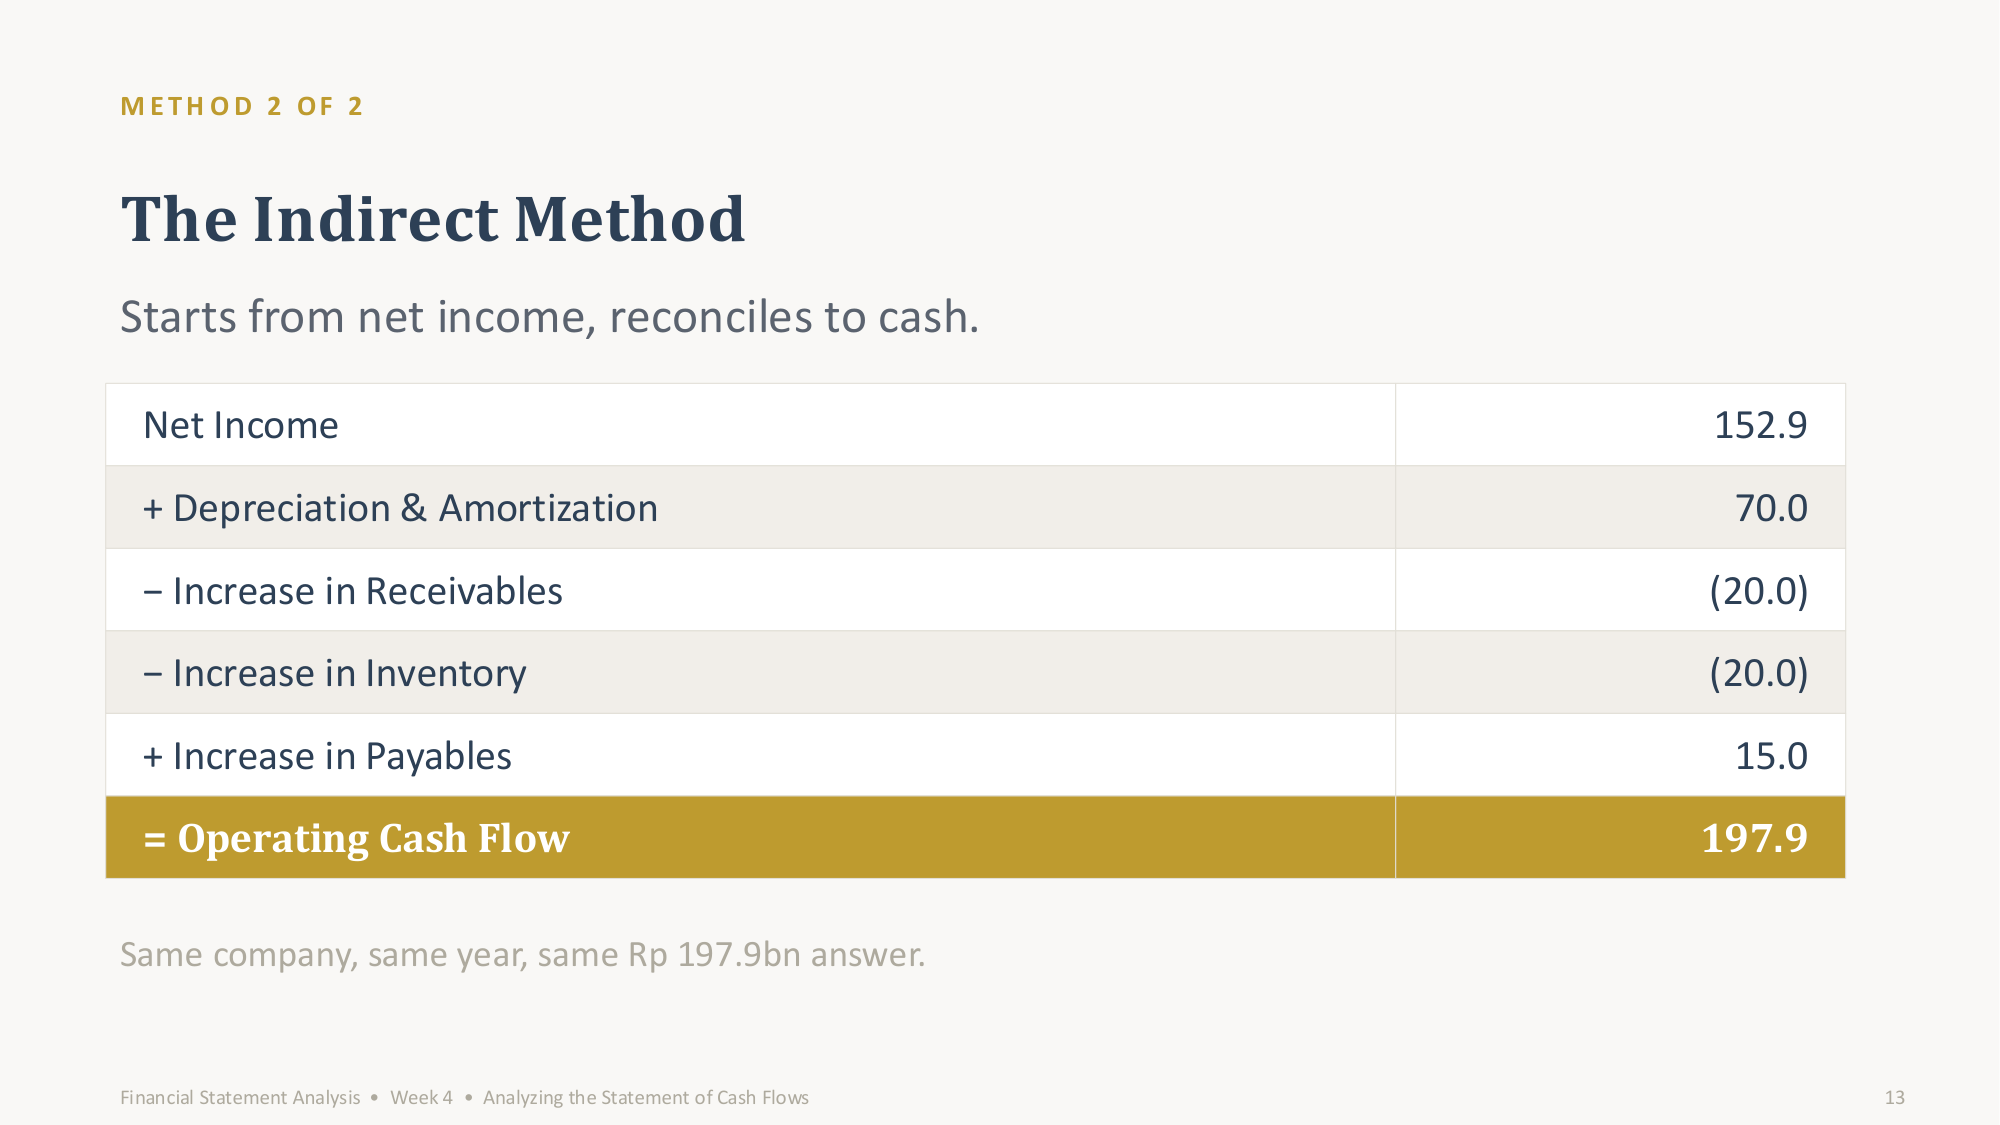 METHOD 2 OF 2
The Indirect Method
Starts from net income, reconciles to cash.
Net Income 152.9
+ Depreciation & Amortization 70.0
− Increase in Receivables (20.0)
− Increase in Inventory (20.0)
+ Increase in Payables 15.0
= Operating Cash Flow 197.9
Same company, same year, same Rp 197.9bn answer.
Financial Statement Analysis • Week 4 • Analyzing the Statement of Cash Flows 13